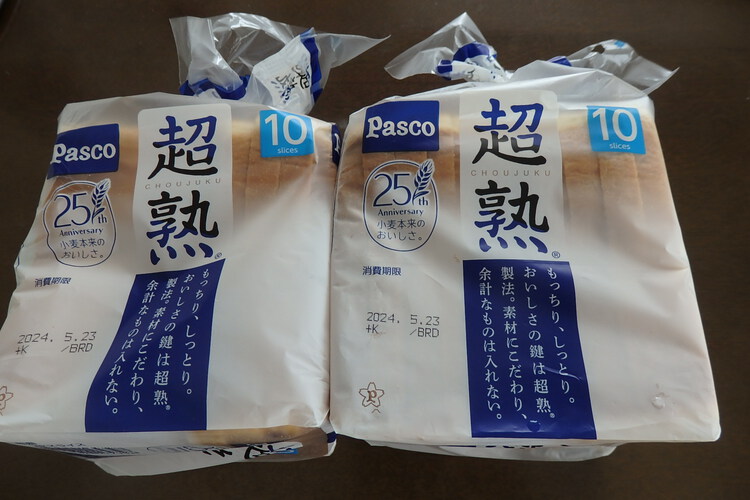 Pasco
超熟
CHOUJUKU
®
10
slices
25th
Anniversary
小麦本来の
おいしさ。
消費期限
2024. 5.23
+K /BRD
もっちり、しっとり。
おいしさの鍵は超熟®
製法。素材にこだわり、
余計なものは入れない。
Pasco
超熟
CHOUJUKU
®
10
slices
25th
Anniversary
小麦本来の
おいしさ。
消費期限
2024. 5.23
+K /BRD
もっちり、しっとり。
おいしさの鍵は超熟®
製法。素材にこだわり、
余計なものは入れない。